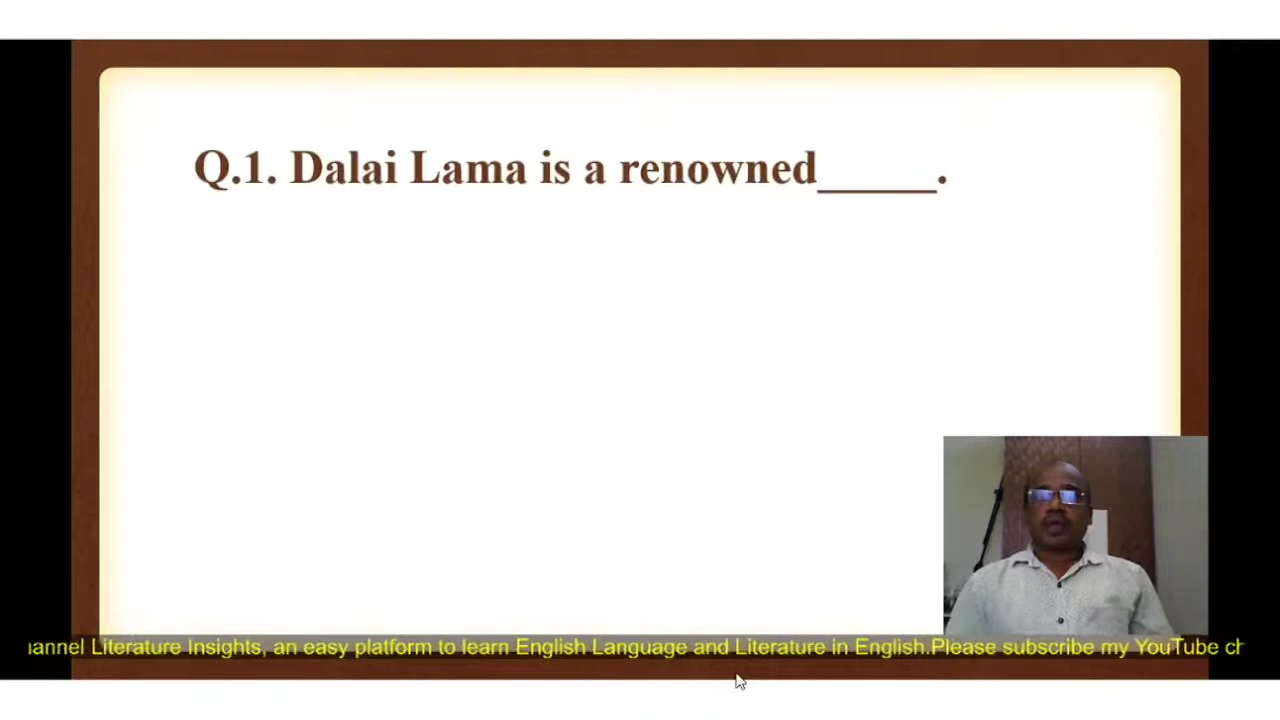 Q.1. Dalai Lama is a renowned_____.
annel Literature Insights, an easy platform to learn English Language and Literature in English.Please subscribe my YouTube ch